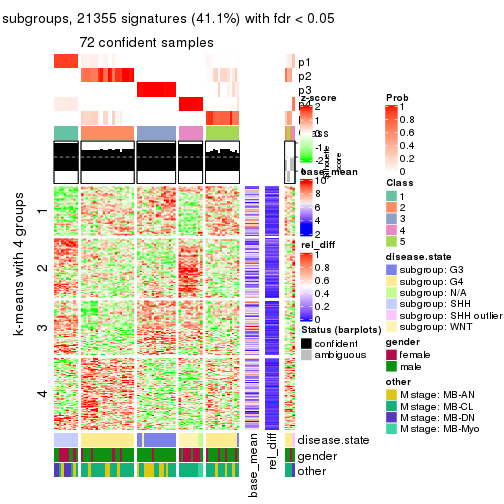 subgroups, 21355 signatures (41.1%) with fdr < 0.05
72 confident samples
p1
p2
p3
p4
z-score
2
1
0
-1
-2
Class
Silhouette
score
base_mean
10
8
6
4
2
rel_diff
1
0.8
0.6
0.4
0.2
0
Status (barplots)
confident
ambiguous
Prob
1
0.8
0.6
0.4
0.2
0
Class
1
2
3
4
5
disease.state
subgroup: G3
subgroup: G4
subgroup: N/A
subgroup: SHH
subgroup: SHH outlier
subgroup: WNT
gender
female
male
other
M stage: MB-AN
M stage: MB-CL
M stage: MB-DN
M stage: MB-Myo
k-means with 4 groups
1
2
3
4
disease.state
gender
other
base_mean
rel_diff